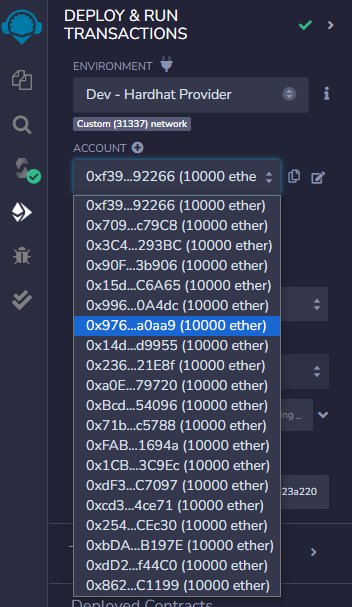 DEPLOY & RUN
TRANSACTIONS
ENVIRONMENT
Dev - Hardhat Provider
Custom (31337) network
ACCOUNT
0xf39...92266 (10000 ethe
0xf39...92266 (10000 ether)
0x709...c79C8 (10000 ether)
0x3C4...293BC (10000 ether)
0x90F...3b906 (10000 ether)
0x15d...C6A65 (10000 ether)
0x996...0A4dc (10000 ether)
0x976...a0aa9 (10000 ether)
0x14d...d9955 (10000 ether)
0x236...21E8f (10000 ether)
0xa0E...79720 (10000 ether)
0xBcd...54096 (10000 ether)
0x71b...c5788 (10000 ether)
ing _
0xFAB...1694a (10000 ether)
0x1CB...3C9Ec (10000 ether)
0xdF3...C7097 (10000 ether)
23a220
0xcd3...4ce71 (10000 ether)
0x254...CEc30 (10000 ether)
0xbDA...B197E (10000 ether)
0xdD2...f44C0 (10000 ether)
0x862...C1199 (10000 ether)
Deployed Contracts